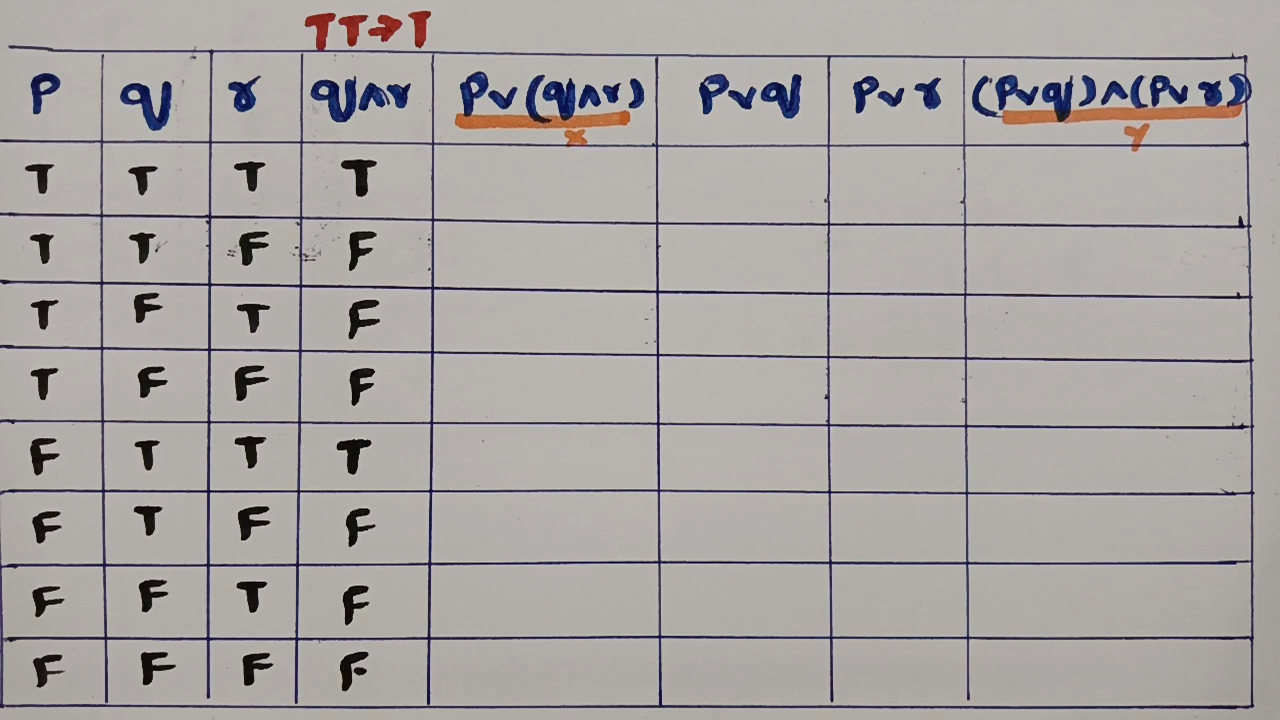 TT→T
P q r q∧r P∨(q∧r) P∨q P∨r (P∨q)∧(P∨r)
x y
T T T T
T T F F
T F T F
T F F F
F T T T
F T F F
F F T F
F F F F